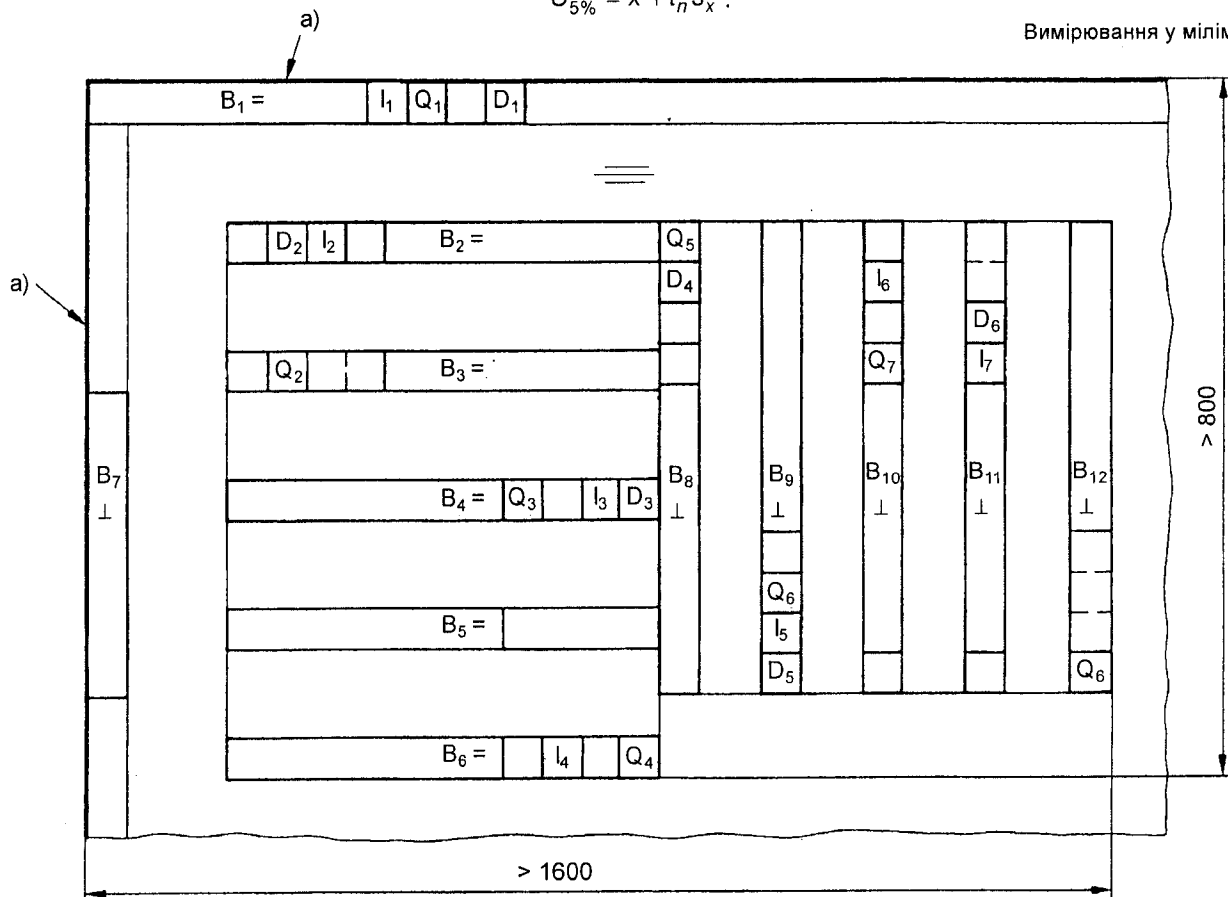 Вимірювання у мілім
a)
B₁ = I₁ Q₁ D₁
D₂ I₂ B₂ = Q₅
a) D₄ I₆
D₆
Q₂ B₃ = Q₇ I₇
B₇ ⊥ B₄ = Q₃ I₃ D₃ B₈ ⊥ B₉ ⊥ B₁₀ ⊥ B₁₁ ⊥ B₁₂ ⊥
> 800
Q₆
B₅ = I₅
D₅ Q₆
B₆ = I₄ Q₄
> 1600